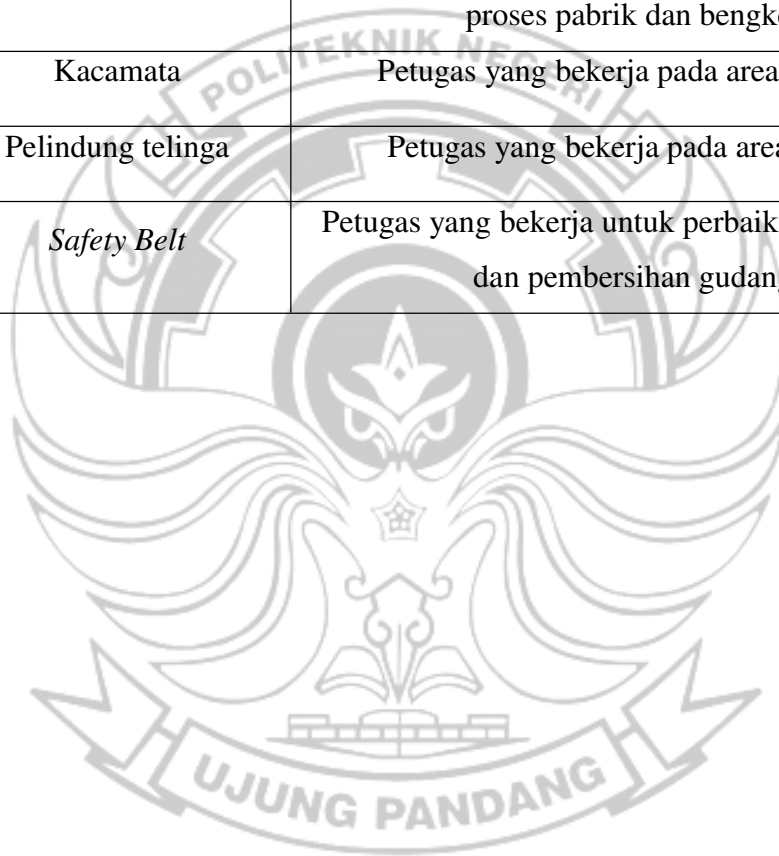 proses pabrik dan bengk
Kacamata Petugas yang bekerja pada area
Pelindung telinga Petugas yang bekerja pada area
Safety Belt Petugas yang bekerja untuk perbaik
dan pembersihan gudang
POLITEKNIK NEGERI
UJUNG PANDANG